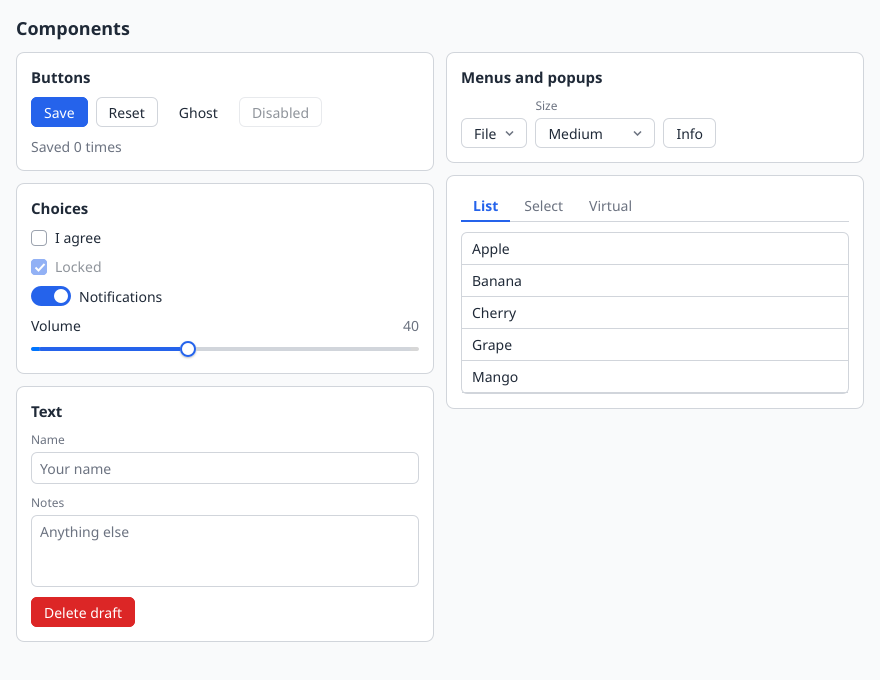 Components
Buttons
Save Reset Ghost Disabled
Saved 0 times
Choices
I agree
Locked
Notifications
Volume 40
Text
Name
Your name
Notes
Anything else
Delete draft
Menus and popups
Size
File Medium Info
List Select Virtual
Apple
Banana
Cherry
Grape
Mango